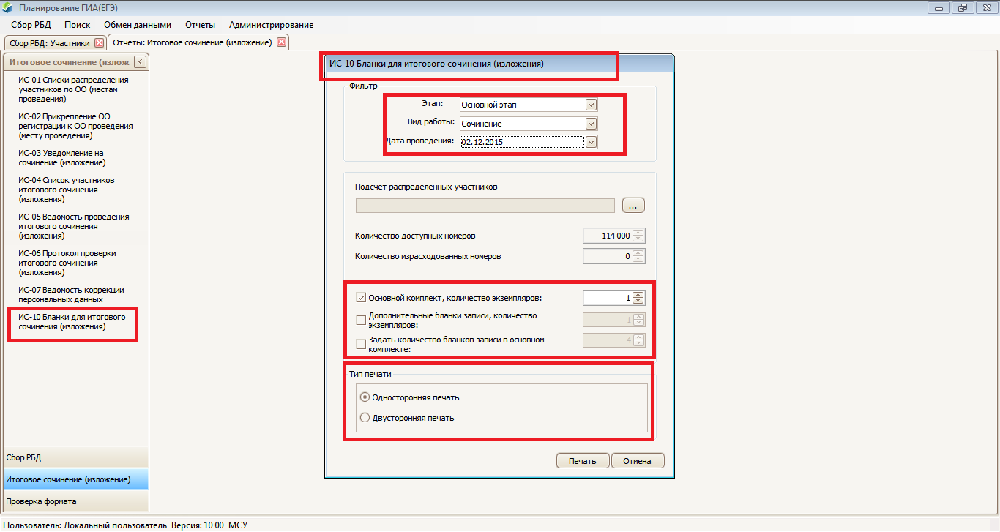 Планирование ГИА(ЕГЭ)
Сбор РБД Поиск Обмен данными Отчеты Администрирование
Сбор РБД: Участники Отчеты: Итоговое сочинение (изложение)
Итоговое сочинение (излож <
ИС-01 Списки распределения
участников по ОО (местам
проведения)
ИС-02 Прикрепление ОО
регистрации к ОО проведения
(месту проведения)
ИС-03 Уведомление на
сочинение (изложение)
ИС-04 Список участников
итогового сочинения
(изложения)
ИС-05 Ведомость проведения
итогового сочинения
(изложения)
ИС-06 Протокол проверки
итогового сочинения
(изложения)
ИС-07 Ведомость коррекции
персональных данных
ИС-10 Бланки для итогового
сочинения (изложения)
Сбор РБД
Итоговое сочинение (изложение)
Проверка формата
ИС-10 Бланки для итогового сочинения (изложения)
Фильтр
Этап: Основной этап
Вид работы: Сочинение
Дата проведения: 02.12.2015
Подсчет распределенных участников
...
Количество доступных номеров 114 000
Количество израсходованных номеров 0
Основной комплект, количество экземпляров: 1
Дополнительные бланки записи, количество
экземпляров: 1
Задать количество бланков записи в основном
комплекте: 4
Тип печати
Односторонняя печать
Двусторонняя печать
Печать Отмена
Пользователь: Локальный пользователь Версия: 10 00 МСУ